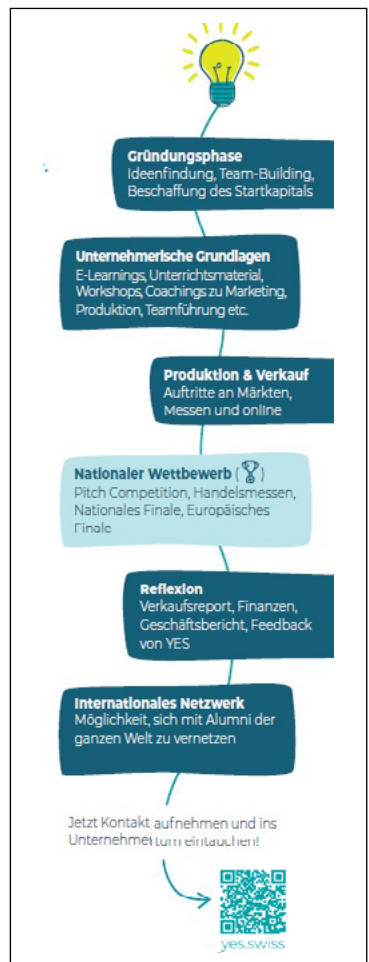 Gründungsphase
Ideenfindung, Team-Building,
Beschaffung des Startkapitals
Unternehmerische Grundlagen
E-Learnings, Unterrichtsmaterial,
Workshops, Coachings zu Marketing,
Produktion, Teamführung etc.
Produktion & Verkauf
Auftritte an Märkten,
Messen und online
Nationaler Wettbewerb ( )
Pitch Competition, Handelsmessen,
Nationales Finale, Europäisches
Finale
Reflexion
Verkaufsreport, Finanzen,
Geschäftsbericht, Feedback
von YES
Internationales Netzwerk
Möglichkeit, sich mit Alumni der
ganzen Welt zu vernetzen
Jetzt Kontakt aufnehmen und ins
Unternehmertum eintauchen!
yes.swiss